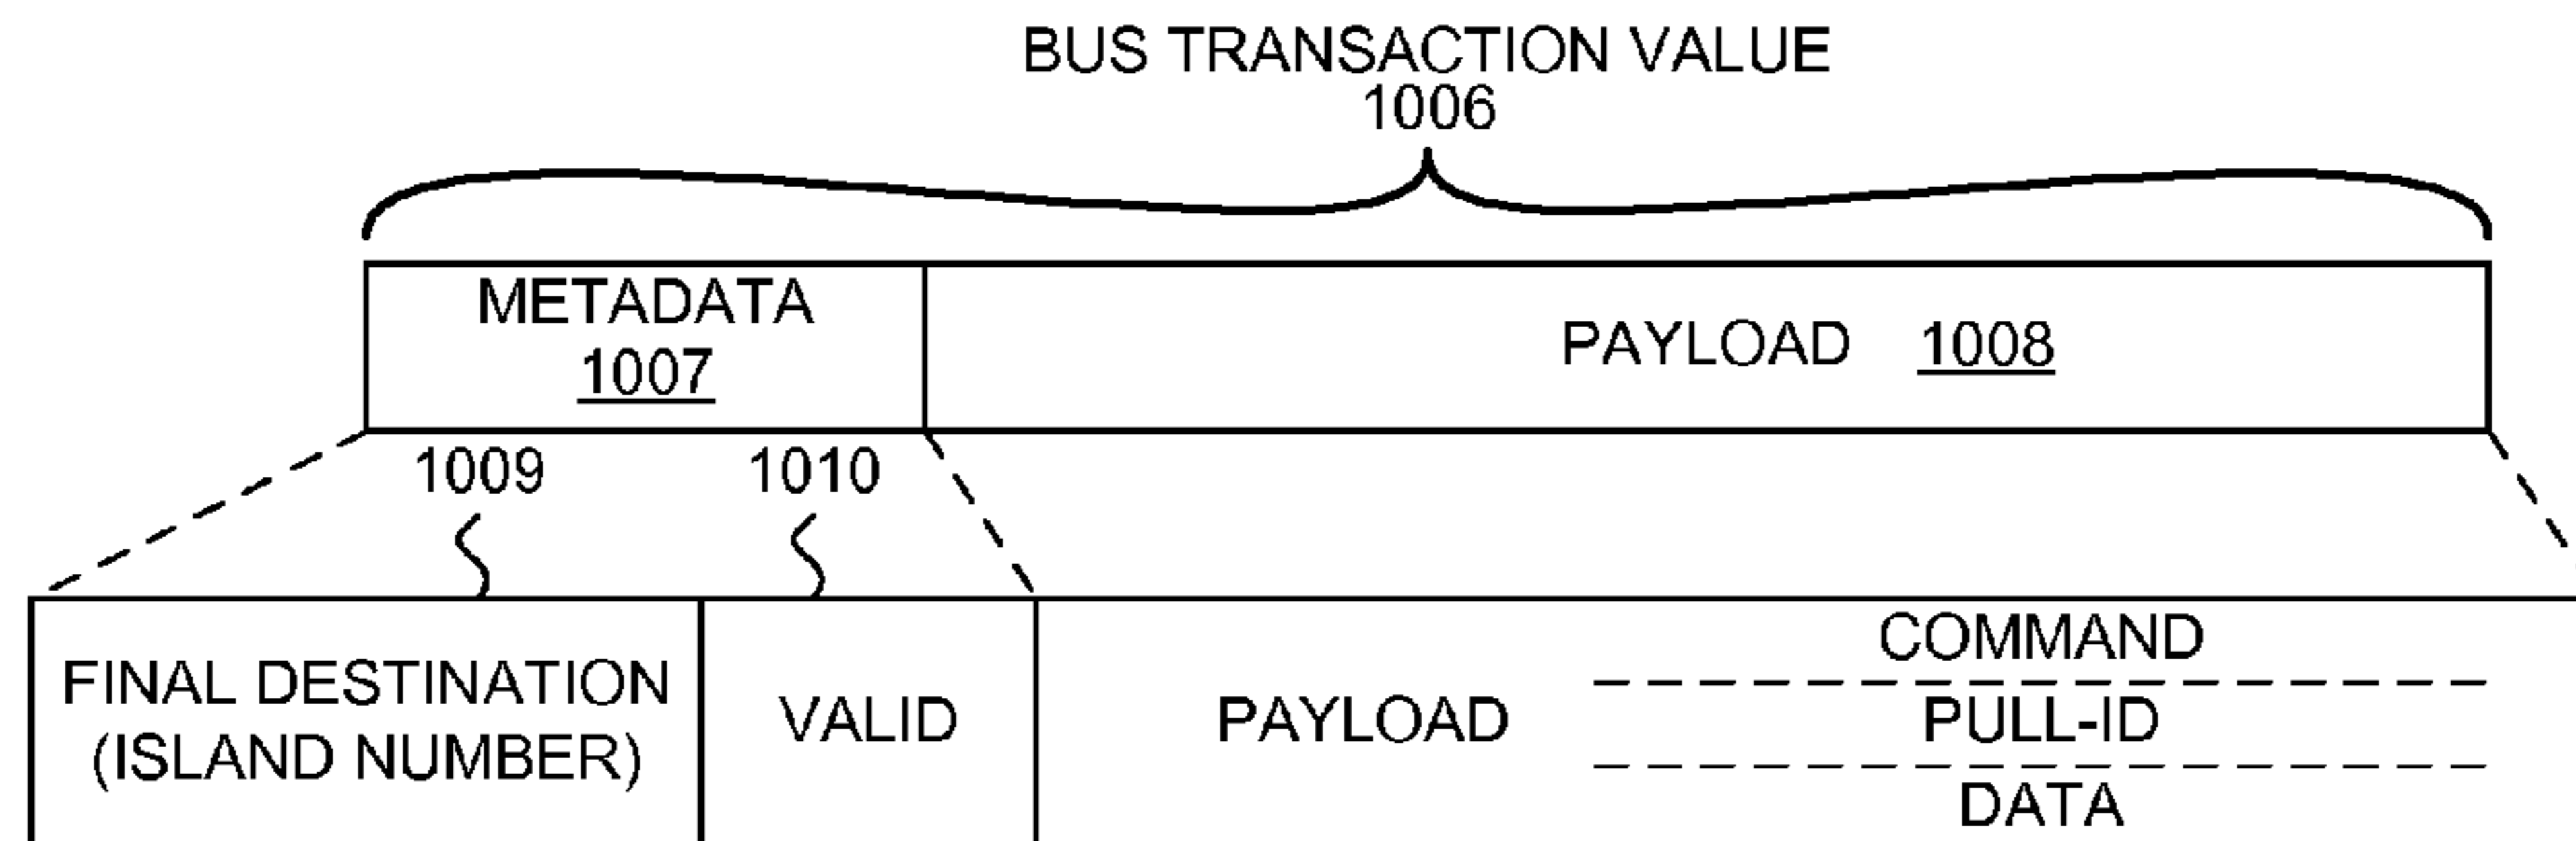 BUS TRANSACTION VALUE
1006
METADATA
1007
PAYLOAD 1008
1009 1010
FINAL DESTINATION
(ISLAND NUMBER)
VALID
PAYLOAD
COMMAND
PULL-ID
DATA